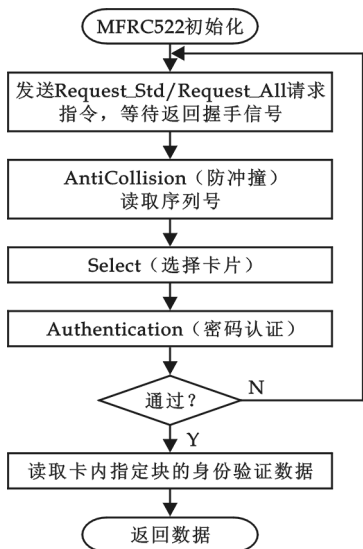 MFRC522初始化
发送Request_Std/Request_All请求
指令，等待返回握手信号
AntiCollision（防冲撞）
读取序列号
Select（选择卡片）
Authentication（密码认证）
通过？
N
Y
读取卡内指定块的身份验证数据
返回数据